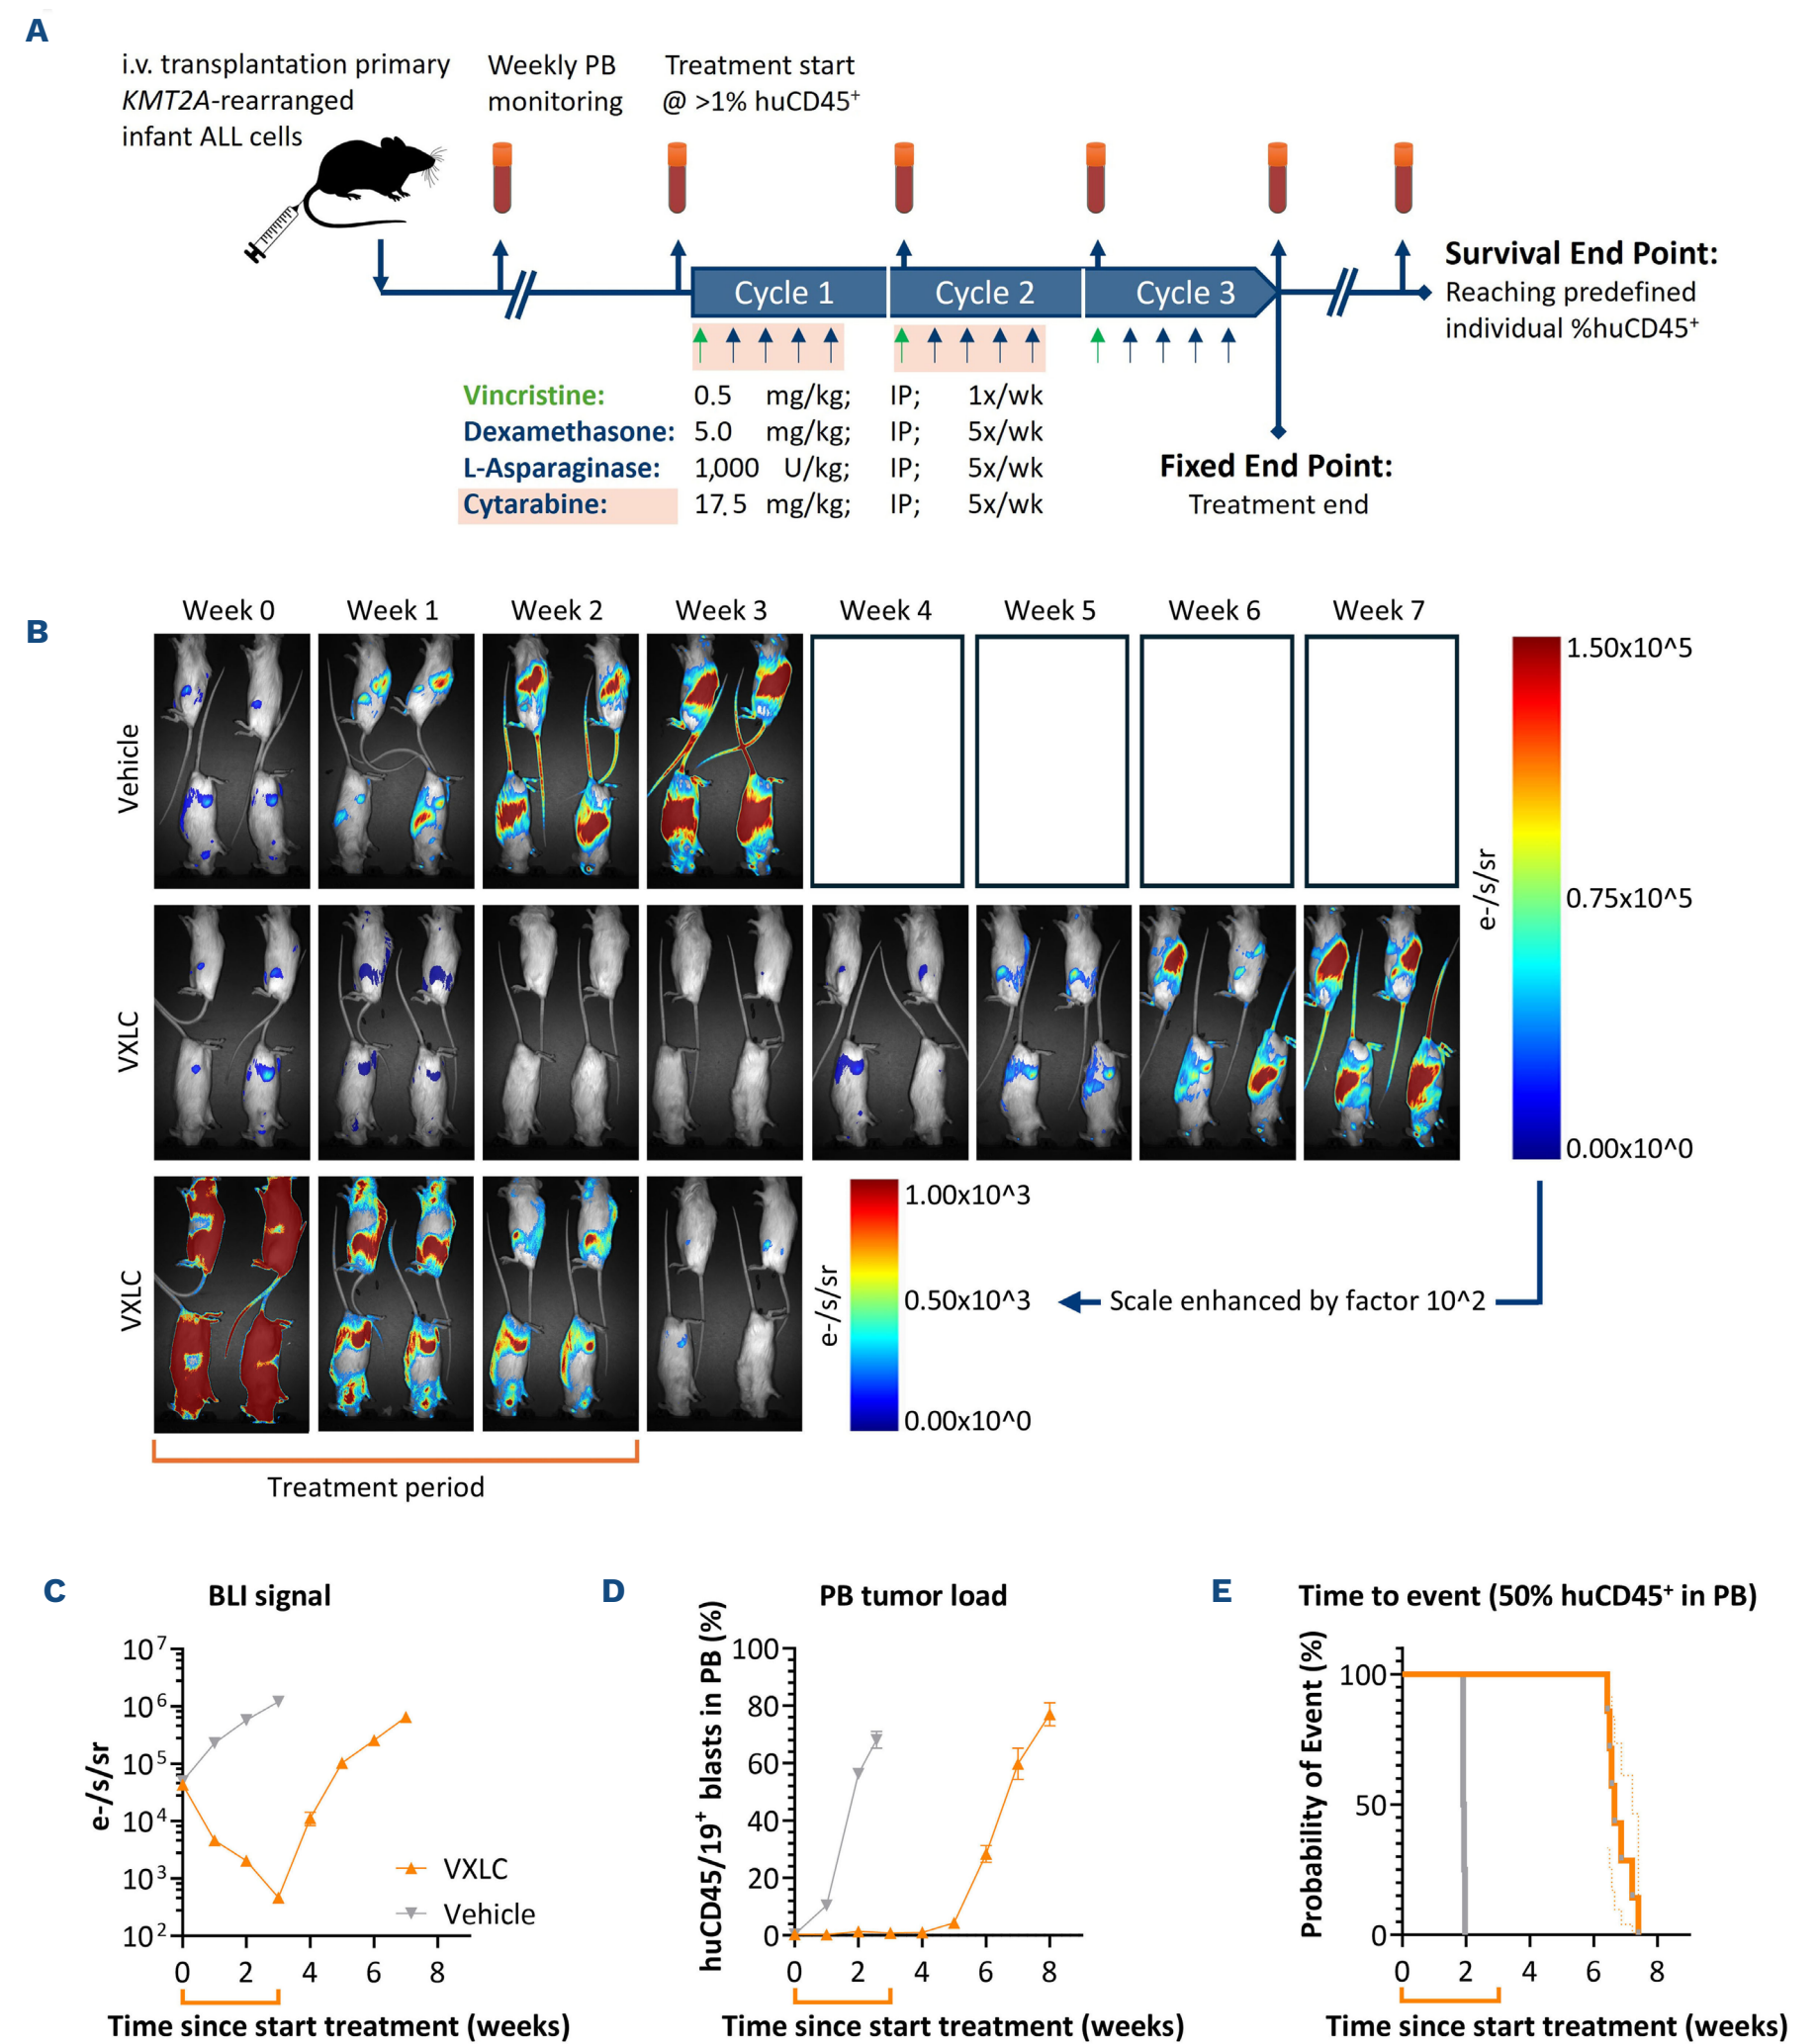 A
i.v. transplantation primary
KMT2A-rearranged
infant ALL cells
Weekly PB
monitoring
Treatment start
@ >1% huCD45+
Cycle 1
Cycle 2
Cycle 3
Survival End Point:
Reaching predefined
individual %huCD45+
Vincristine: 0.5 mg/kg; IP; 1x/wk
Dexamethasone: 5.0 mg/kg; IP; 5x/wk
L-Asparaginase: 1,000 U/kg; IP; 5x/wk
Cytarabine: 17.5 mg/kg; IP; 5x/wk
Fixed End Point:
Treatment end
B
Week 0 Week 1 Week 2 Week 3 Week 4 Week 5 Week 6 Week 7
Vehicle
VXLC
VXLC
1.50x10^5
0.75x10^5
0.00x10^0
e-/s/sr
1.00x10^3
0.50x10^3
0.00x10^0
e-/s/sr
Scale enhanced by factor 10^2
Treatment period
C
BLI signal
e-/s/sr
10^7
10^6
10^5
10^4
10^3
10^2
VXLC
Vehicle
0 2 4 6 8
Time since start treatment (weeks)
D
PB tumor load
huCD45/19+ blasts in PB (%)
100
80
60
40
20
0
0 2 4 6 8
Time since start treatment (weeks)
E
Time to event (50% huCD45+ in PB)
Probability of Event (%)
100
50
0
0 2 4 6 8
Time since start treatment (weeks)